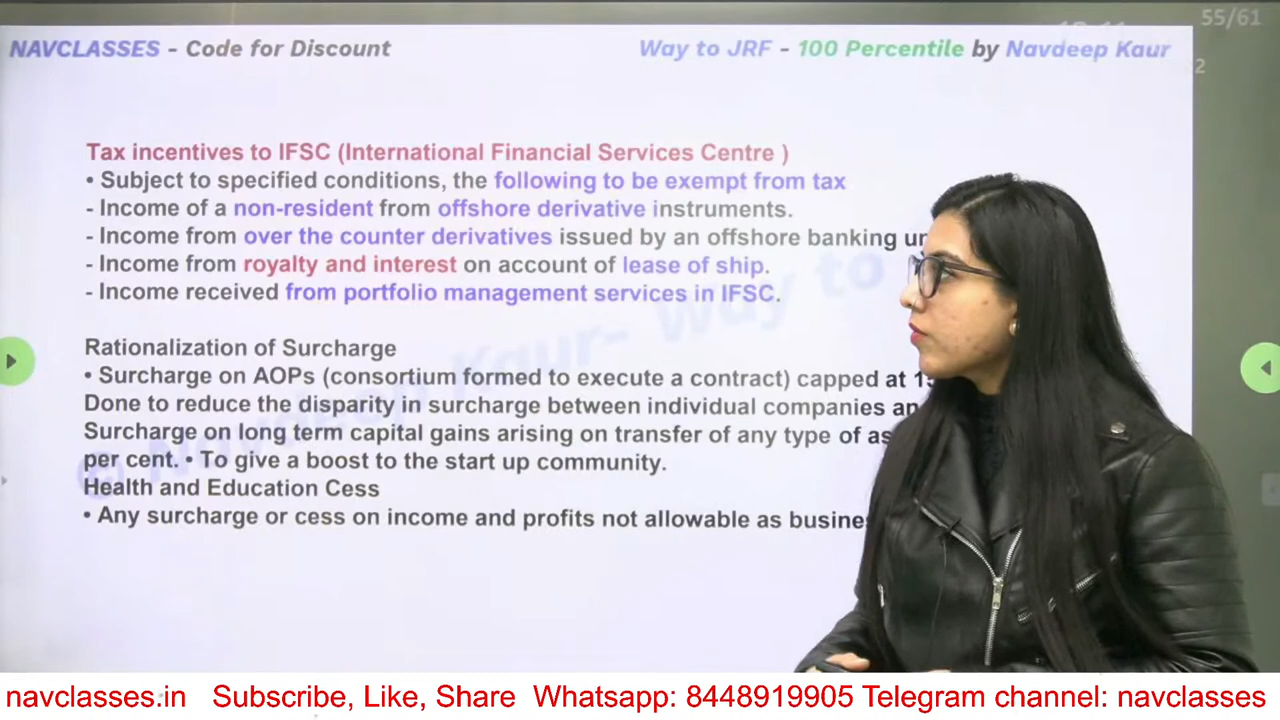 55/61
NAVCLASSES - Code for Discount
Way to JRF - 100 Percentile by Navdeep Kaur
2
Tax incentives to IFSC (International Financial Services Centre )
• Subject to specified conditions, the following to be exempt from tax
- Income of a non-resident from offshore derivative instruments.
- Income from over the counter derivatives issued by an offshore banking
- Income from royalty and interest on account of lease of ship.
- Income received from portfolio management services in IFSC.
Rationalization of Surcharge
• Surcharge on AOPs (consortium formed to execute a contract) capped at
Done to reduce the disparity in surcharge between individual companies
Surcharge on long term capital gains arising on transfer of any type of
per cent. • To give a boost to the start up community.
Health and Education Cess
• Any surcharge or cess on income and profits not allowable as
© Navdeep Kaur- Way to
navclasses.in Subscribe, Like, Share Whatsapp: 8448919905 Telegram channel: navclasses